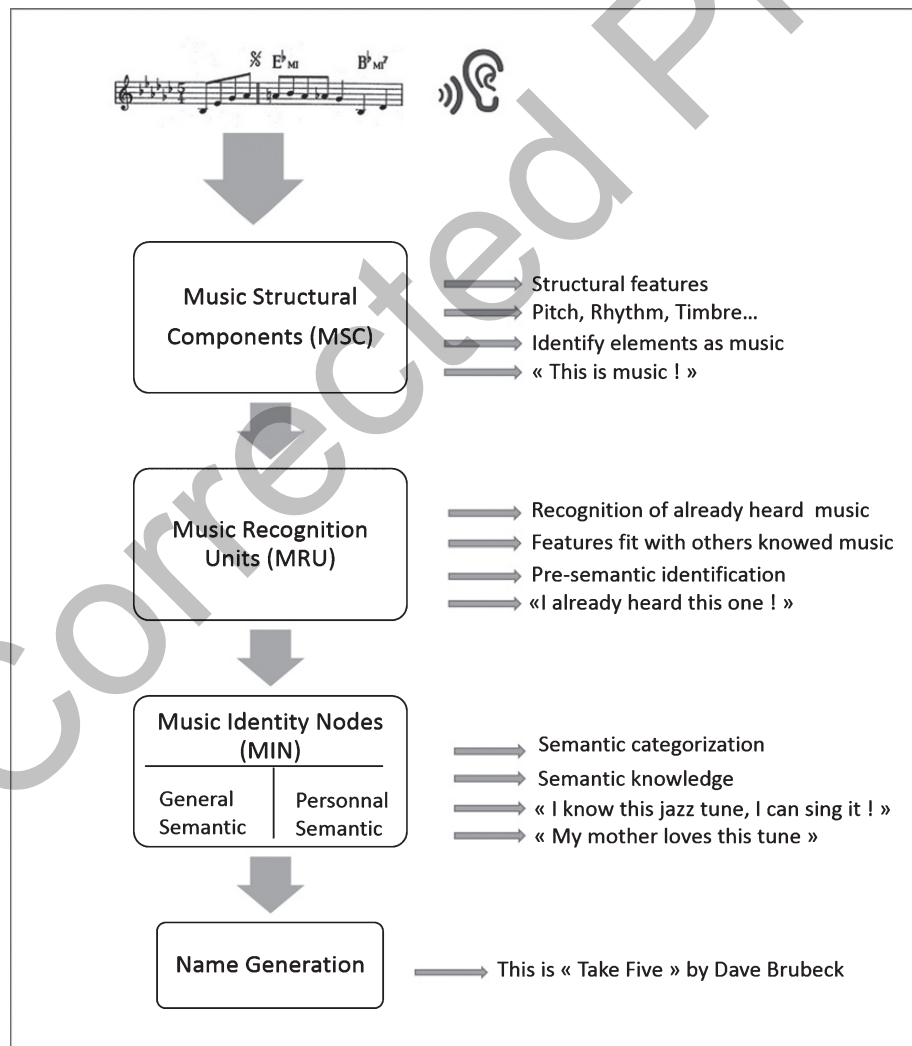 𝄋 E♭MI B♭MI7
5
4
Music Structural
Components (MSC)
Structural features
Pitch, Rhythm, Timbre…
Identify elements as music
« This is music ! »
Music Recognition
Units (MRU)
Recognition of already heard music
Features fit with others knowed music
Pre-semantic identification
«I already heard this one ! »
Music Identity Nodes
(MIN)
General
Semantic
Personnal
Semantic
Semantic categorization
Semantic knowledge
« I know this jazz tune, I can sing it ! »
« My mother loves this tune »
Name Generation
This is « Take Five » by Dave Brubeck
Corrected Pr